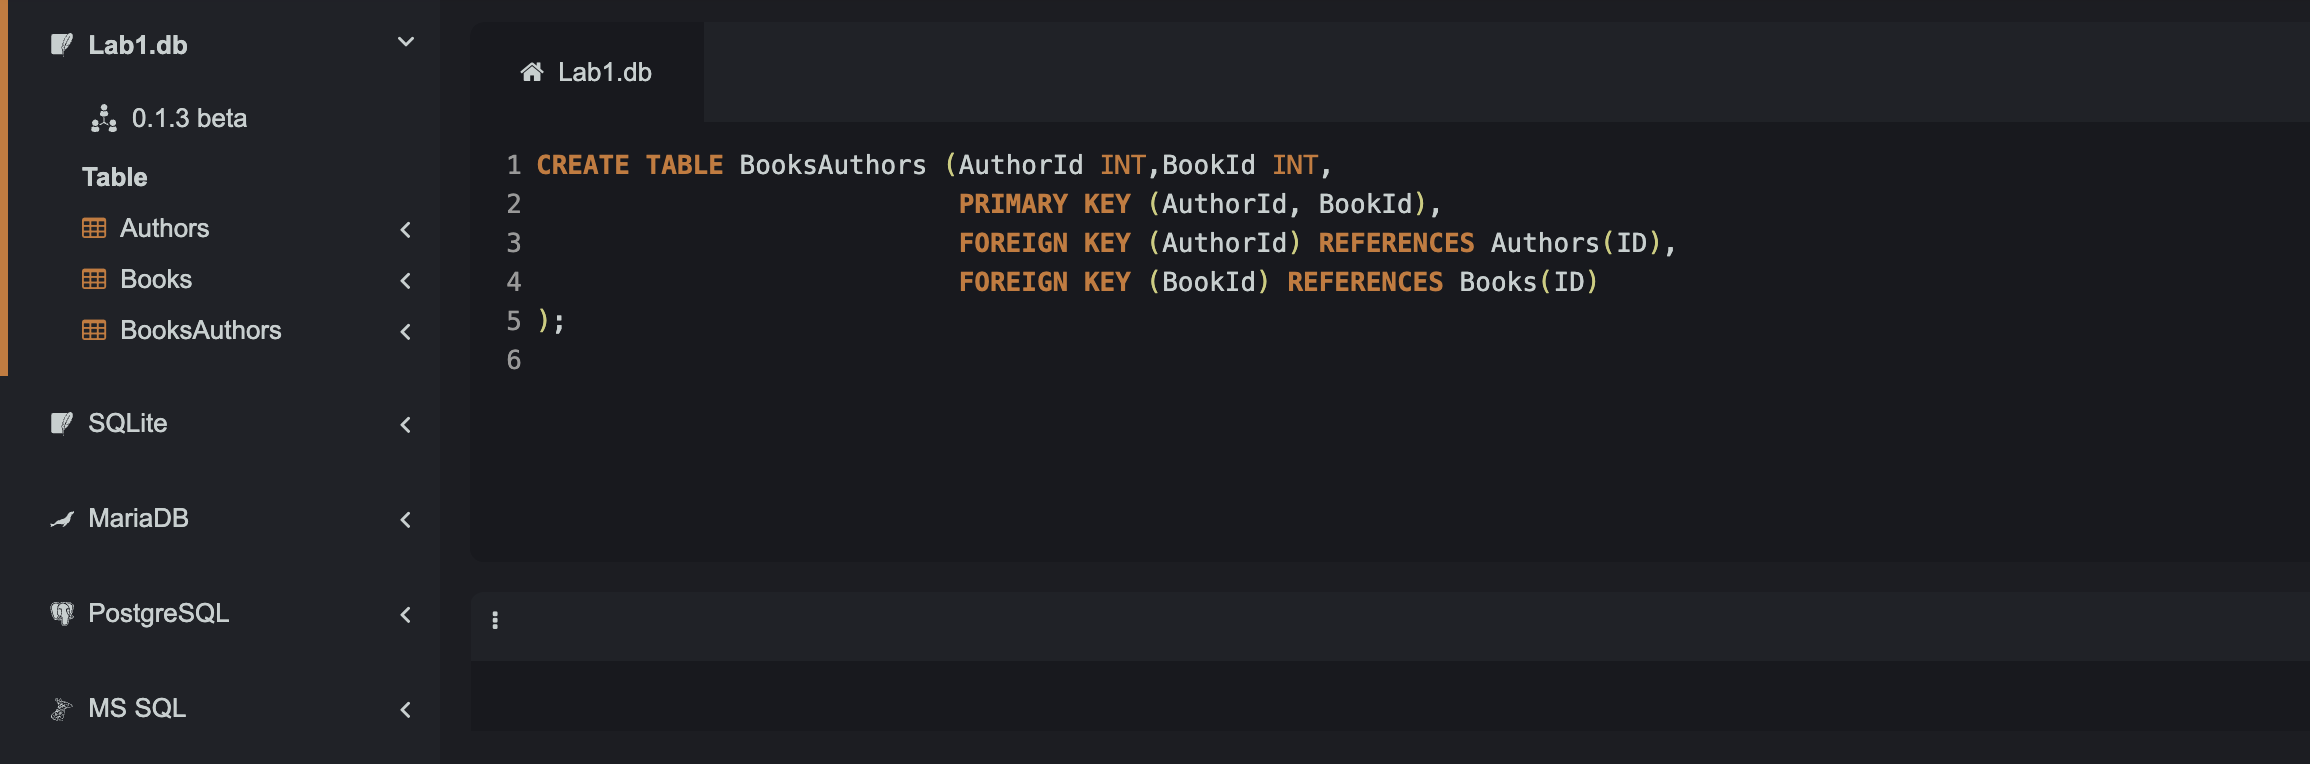 Lab1.db
0.1.3 beta
Table
Authors
Books
BooksAuthors
SQLite
MariaDB
PostgreSQL
MS SQL
Lab1.db
1 CREATE TABLE BooksAuthors (AuthorId INT,BookId INT,
2                           PRIMARY KEY (AuthorId, BookId),
3                           FOREIGN KEY (AuthorId) REFERENCES Authors(ID),
4                           FOREIGN KEY (BookId) REFERENCES Books(ID)
5 );
6